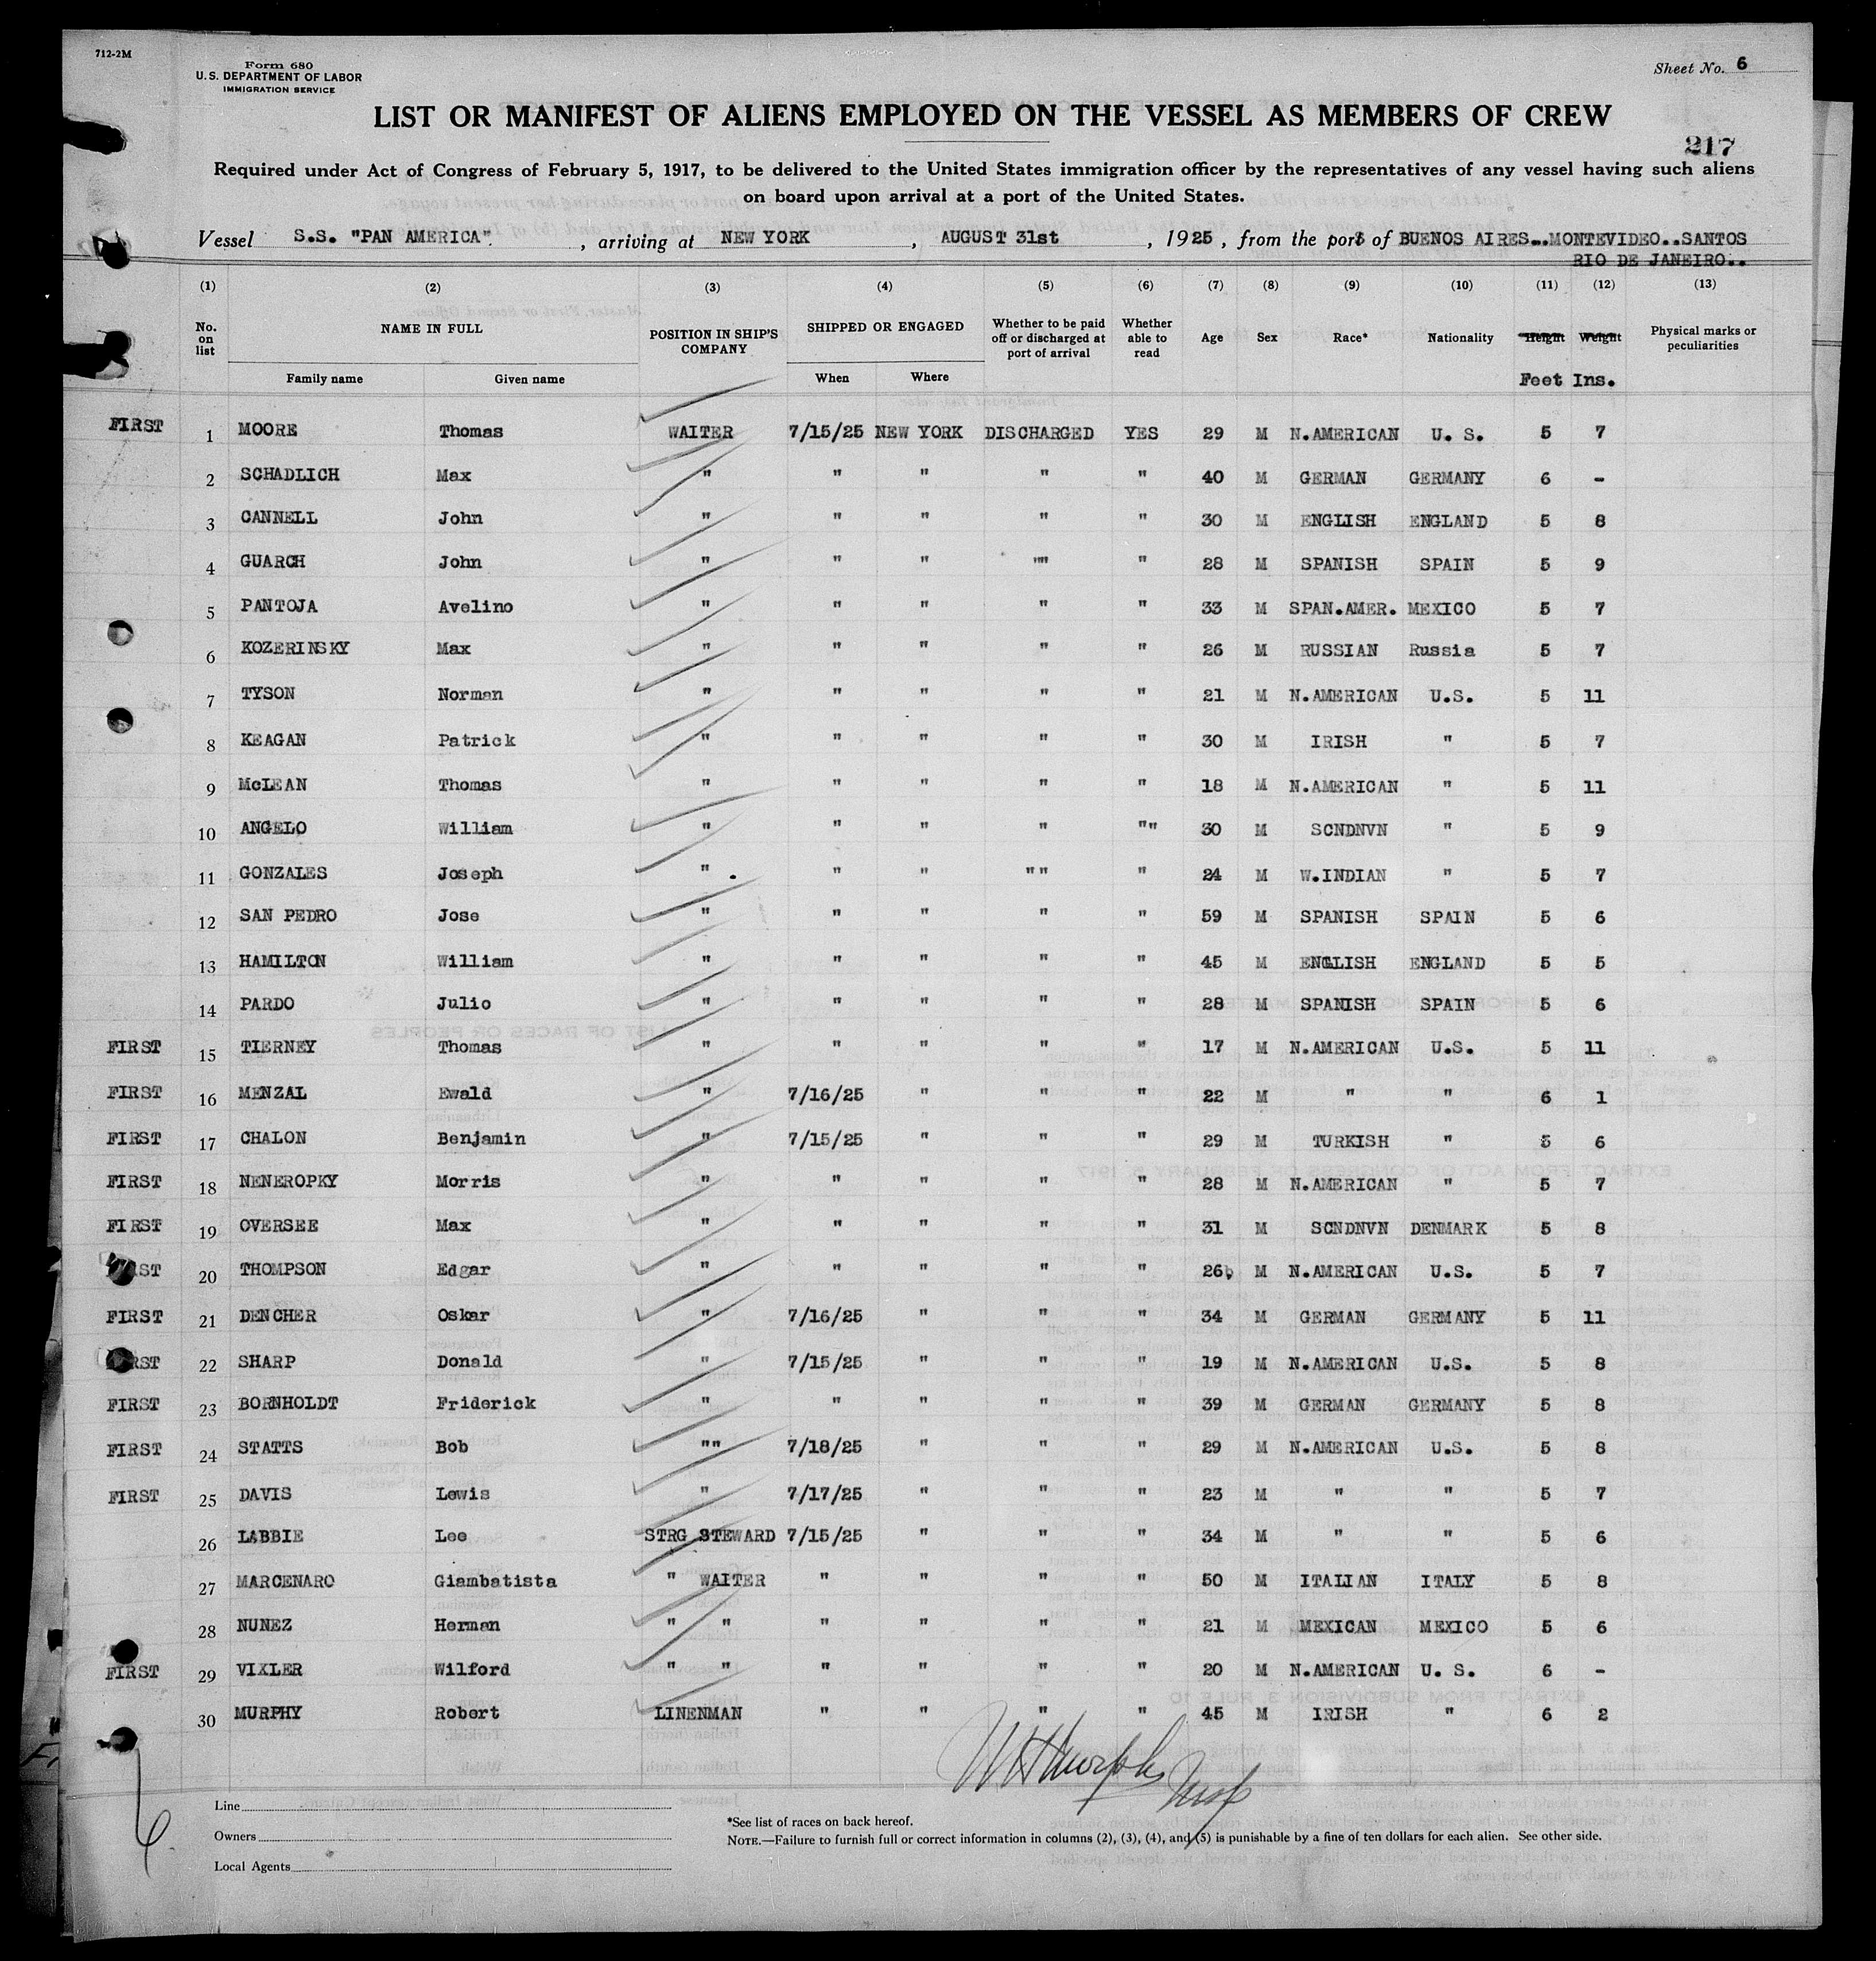 712-2M
Form 680
U.S. DEPARTMENT OF LABOR
IMMIGRATION SERVICE
Sheet No. 6
LIST OR MANIFEST OF ALIENS EMPLOYED ON THE VESSEL AS MEMBERS OF CREW
217
Required under Act of Congress of February 5, 1917, to be delivered to the United States immigration officer by the representatives of any vessel having such aliens
on board upon arrival at a port of the United States.
Vessel S.S. "PAN AMERICA". , arriving at NEW YORK , AUGUST 31st , 1925 , from the port of BUENOS AIRES...MONTEVIDEO..SANTOS
RIO DE JANEIRO..
(1) (2) (3) (4) (5) (6) (7) (8) (9) (10) (11) (12) (13)
No. on list NAME IN FULL POSITION IN SHIP'S COMPANY SHIPPED OR ENGAGED Whether to be paid off or discharged at port of arrival Whether able to read Age Sex Race* Nationality Height Weight Physical marks or peculiarities
Family name Given name When Where Feet Ins.
FIRST 1 MOORE Thomas WAITER 7/15/25 NEW YORK DISCHARGED YES 29 M N.AMERICAN U. S. 5 7
2 SCHADLICH Max " " " " " 40 M GERMAN GERMANY 6 -
3 CANNELL John " " " " " 30 M ENGLISH ENGLAND 5 8
4 GUARCH John " " " "" " 28 M SPANISH SPAIN 5 9
5 PANTOJA Avelino " " " " " 33 M SPAN.AMER. MEXICO 5 7
6 KOZERINSKY Max " " " " " 26 M RUSSIAN Russia 5 7
7 TYSON Norman " " " " " 21 M N.AMERICAN U.S. 5 11
8 KEAGAN Patrick " " " " " 30 M IRISH " 5 7
9 McLEAN Thomas " " " " " 18 M N.AMERICAN " 5 11
10 ANGELO William " " " " "" 30 M SCNDNVN " 5 9
11 GONZALES Joseph " . " " "" " 24 M W.INDIAN " 5 7
12 SAN PEDRO Jose " " " " " 59 M SPANISH SPAIN 5 6
13 HAMILTON William " " " " " 45 M ENGLISH ENGLAND 5 5
14 PARDO Julio " " " " " 28 M SPANISH SPAIN 5 6
FIRST 15 TIERNEY Thomas " " " " " 17 M N.AMERICAN U.S. 5 11
FIRST 16 MENZAL Ewald " 7/16/25 " " " 22 M " " 6 1
FIRST 17 CHALON Benjamin " 7/15/25 " " " 29 M TURKISH " 5 6
FIRST 18 NENEROPKY Morris " " " " " 28 M N.AMERICAN " 5 7
FIRST 19 OVERSEE Max " " " " " 31 M SCNDNVN DENMARK 5 8
ST 20 THOMPSON Edgar " " " " " 26 M N.AMERICAN U.S. 5 7
FIRST 21 DENCHER Oskar " 7/16/25 " " " 34 M GERMAN GERMANY 5 11
RST 22 SHARP Donald " 7/15/25 " " " 19 M N.AMERICAN U.S. 5 8
FIRST 23 BORNHOLDT Friderick " " " " " 39 M GERMAN GERMANY 5 8
FIRST 24 STATTS Bob "" 7/18/25 " " " 29 M N.AMERICAN U.S. 5 8
FIRST 25 DAVIS Lewis " 7/17/25 " " " 23 M " " 5 7
26 LABBIE Lee STRG STEWARD 7/15/25 " " " 34 M " " 5 6
27 MARCENARO Giambatista " WAITER " " " " 50 M ITALIAN ITALY 5 8
28 NUNEZ Herman " " " " " " 21 M MEXICAN MEXICO 5 6
FIRST 29 VIXLER Wilford " " " " " " 20 M N.AMERICAN U. S. 6 -
30 MURPHY Robert LINENMAN " " " " 45 M IRISH " 6 2
WHMurphy Insp
Line
Owners
Local Agents
*See list of races on back hereof.
NOTE.—Failure to furnish full or correct information in columns (2), (3), (4), and (5) is punishable by a fine of ten dollars for each alien. See other side.
6